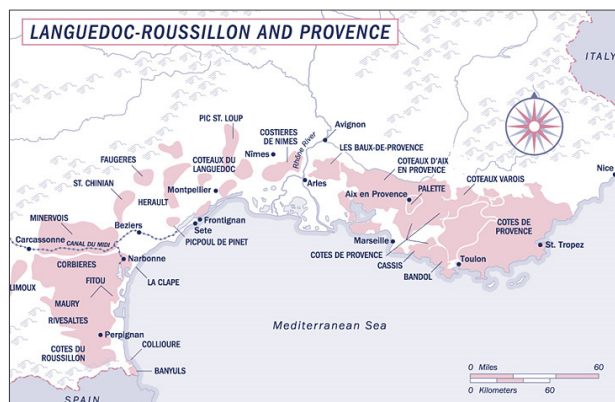 LANGUEDOC-ROUSSILLON AND PROVENCE
ITALY
PIC ST. LOUP
COSTIERES
DE NIMES
Avignon
Rhône River
LES BAUX-DE-PROVENCE
FAUGERES
COTEAUX DU
LANGUEDOC
Nîmes
COTEAUX D'AIX
EN PROVENCE
Nice
ST. CHINIAN
HERAULT
Montpellier
Arles
Aix en Provence
PALETTE
COTEAUX VAROIS
MINERVOIS
Beziers
Frontignan
Sete
PICPOUL DE PINET
COTES DE
PROVENCE
Carcassonne
CANAL DU MIDI
Marseille
COTES DE PROVENCE
St. Tropez
Narbonne
CORBIERES
CASSIS
Toulon
BANDOL
LA CLAPE
FITOU
LIMOUX
MAURY
RIVESALTES
Mediterranean Sea
Perpignan
COTES DU
ROUSSILLON
COLLIOURE
BANYULS
0 Miles 60
0 Kilometers 60
SPAIN